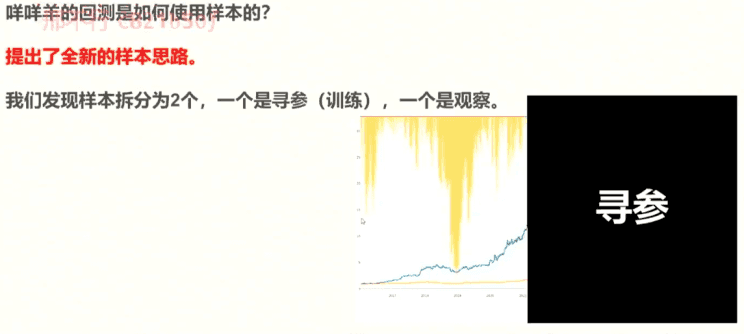 咩咩羊的回测是如何使用样本的？
提出了全新的样本思路。
我们发现样本拆分为2个，一个是寻参（训练），一个是观察。
寻参